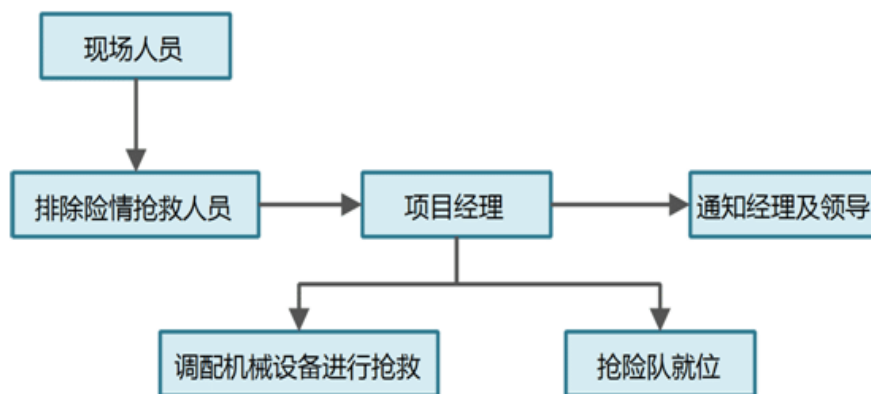 现场人员
排除险情抢救人员
项目经理
通知经理及领导
调配机械设备进行抢救
抢险队就位